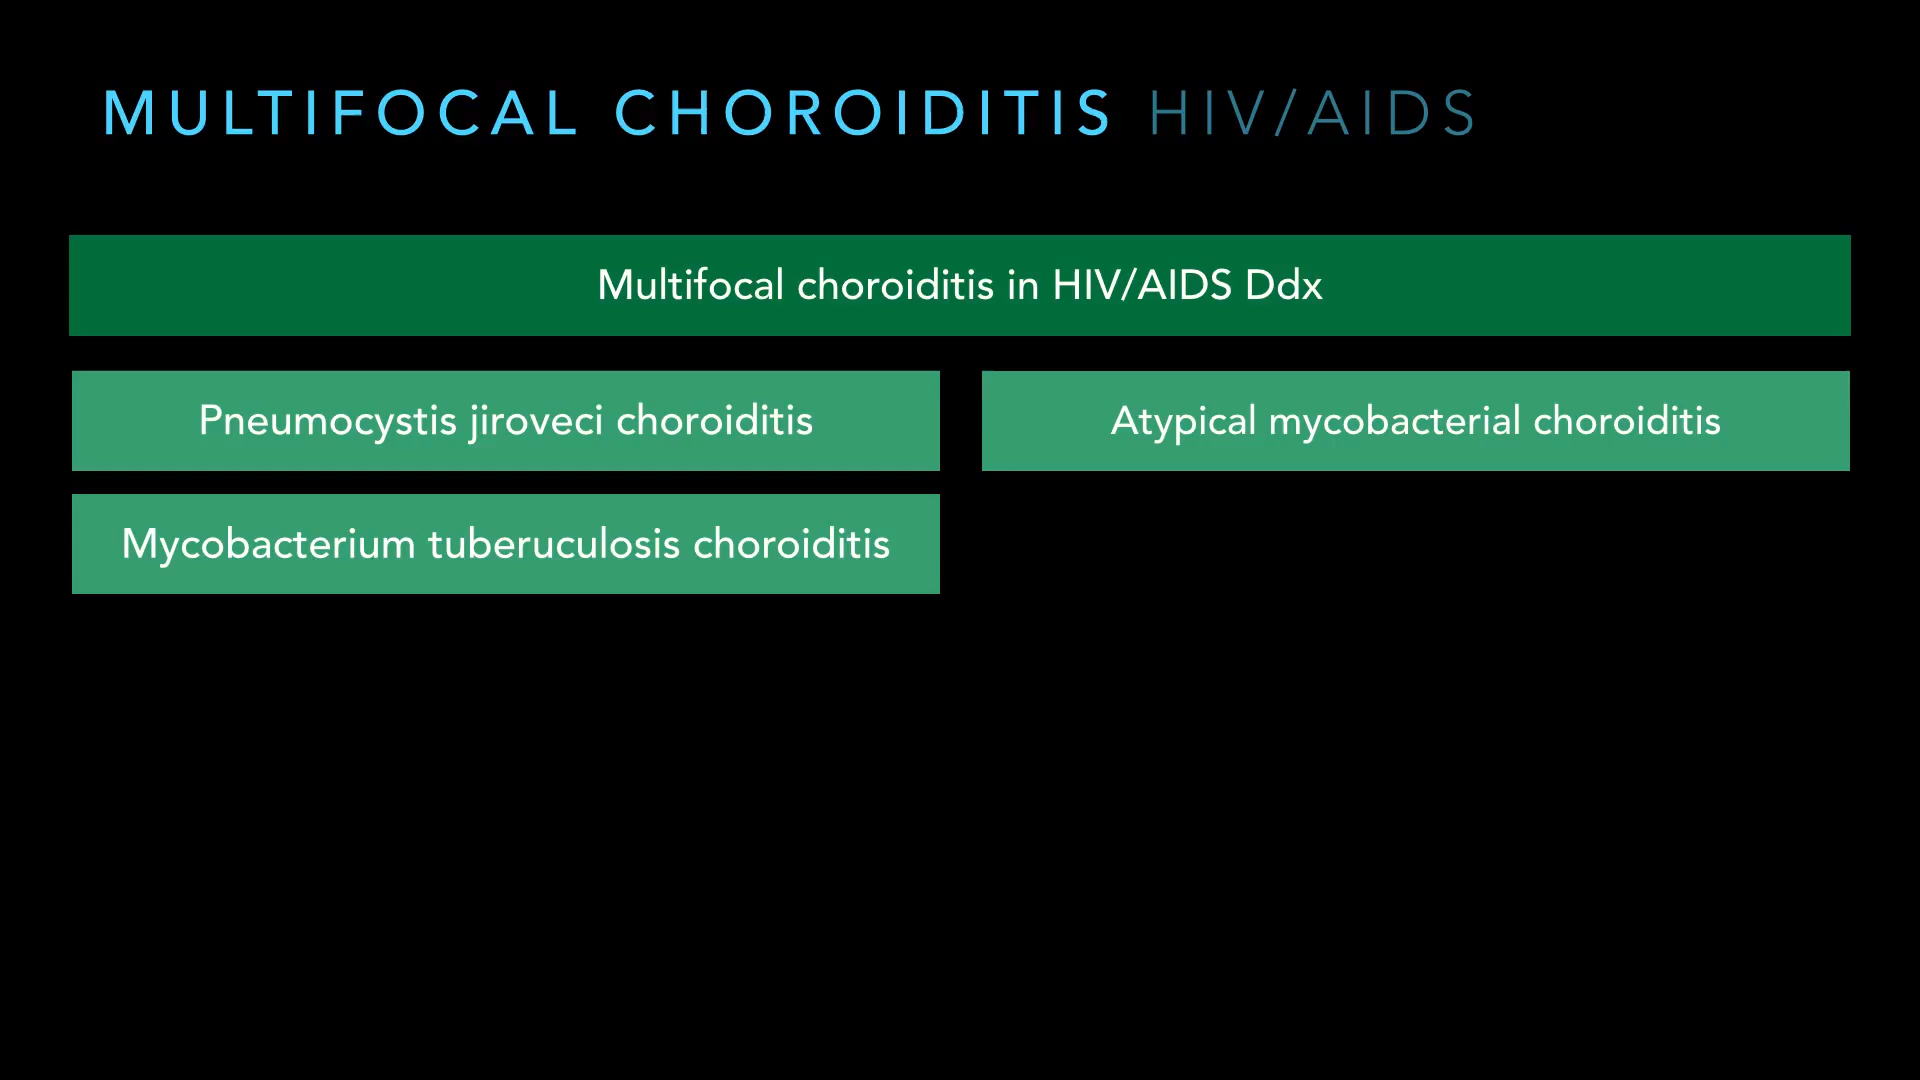 MULTIFOCAL CHOROIDITIS HIV/AIDS
Multifocal choroiditis in HIV/AIDS Ddx
Pneumocystis jiroveci choroiditis
Atypical mycobacterial choroiditis
Mycobacterium tuberuculosis choroiditis